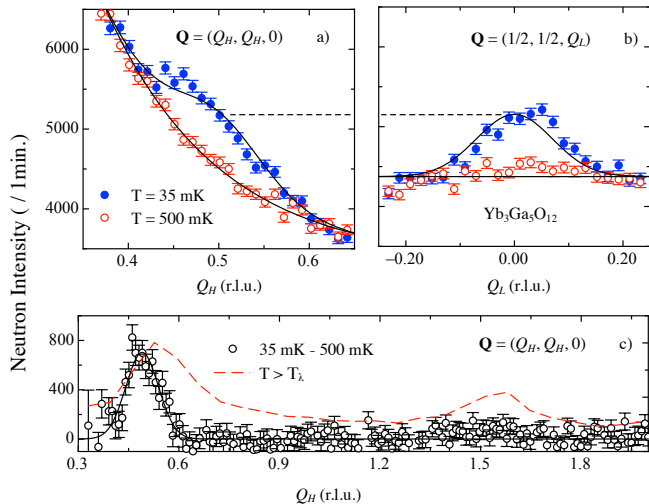 6000
5000
4000
Q = (Q_H, Q_H, 0) a)
T = 35 mK
T = 500 mK
0.4 0.5 0.6
Q_H (r.l.u.)
Q = (1/2, 1/2, Q_L) b)
Yb₃Ga₅O₁₂
−0.20 0.00 0.20
Q_L (r.l.u.)
Neutron Intensity ( / 1min.)
800
400
0
35 mK - 500 mK
T > T_λ
Q = (Q_H, Q_H, 0) c)
0.3 0.6 0.9 1.2 1.5 1.8
Q_H (r.l.u.)